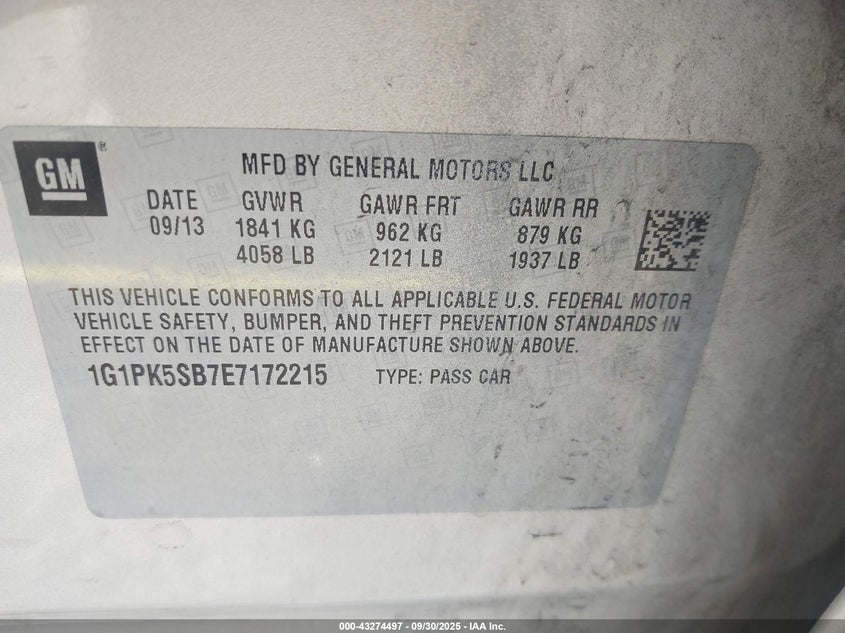 GM
MFD BY GENERAL MOTORS LLC
DATE GVWR GAWR FRT GAWR RR
09/13 1841 KG 962 KG 879 KG
4058 LB 2121 LB 1937 LB
THIS VEHICLE CONFORMS TO ALL APPLICABLE U.S. FEDERAL MOTOR
VEHICLE SAFETY, BUMPER, AND THEFT PREVENTION STANDARDS IN
EFFECT ON THE DATE OF MANUFACTURE SHOWN ABOVE.
1G1PK5SB7E7172215 TYPE: PASS CAR
000-43274497 - 09/30/2025 - IAA Inc.